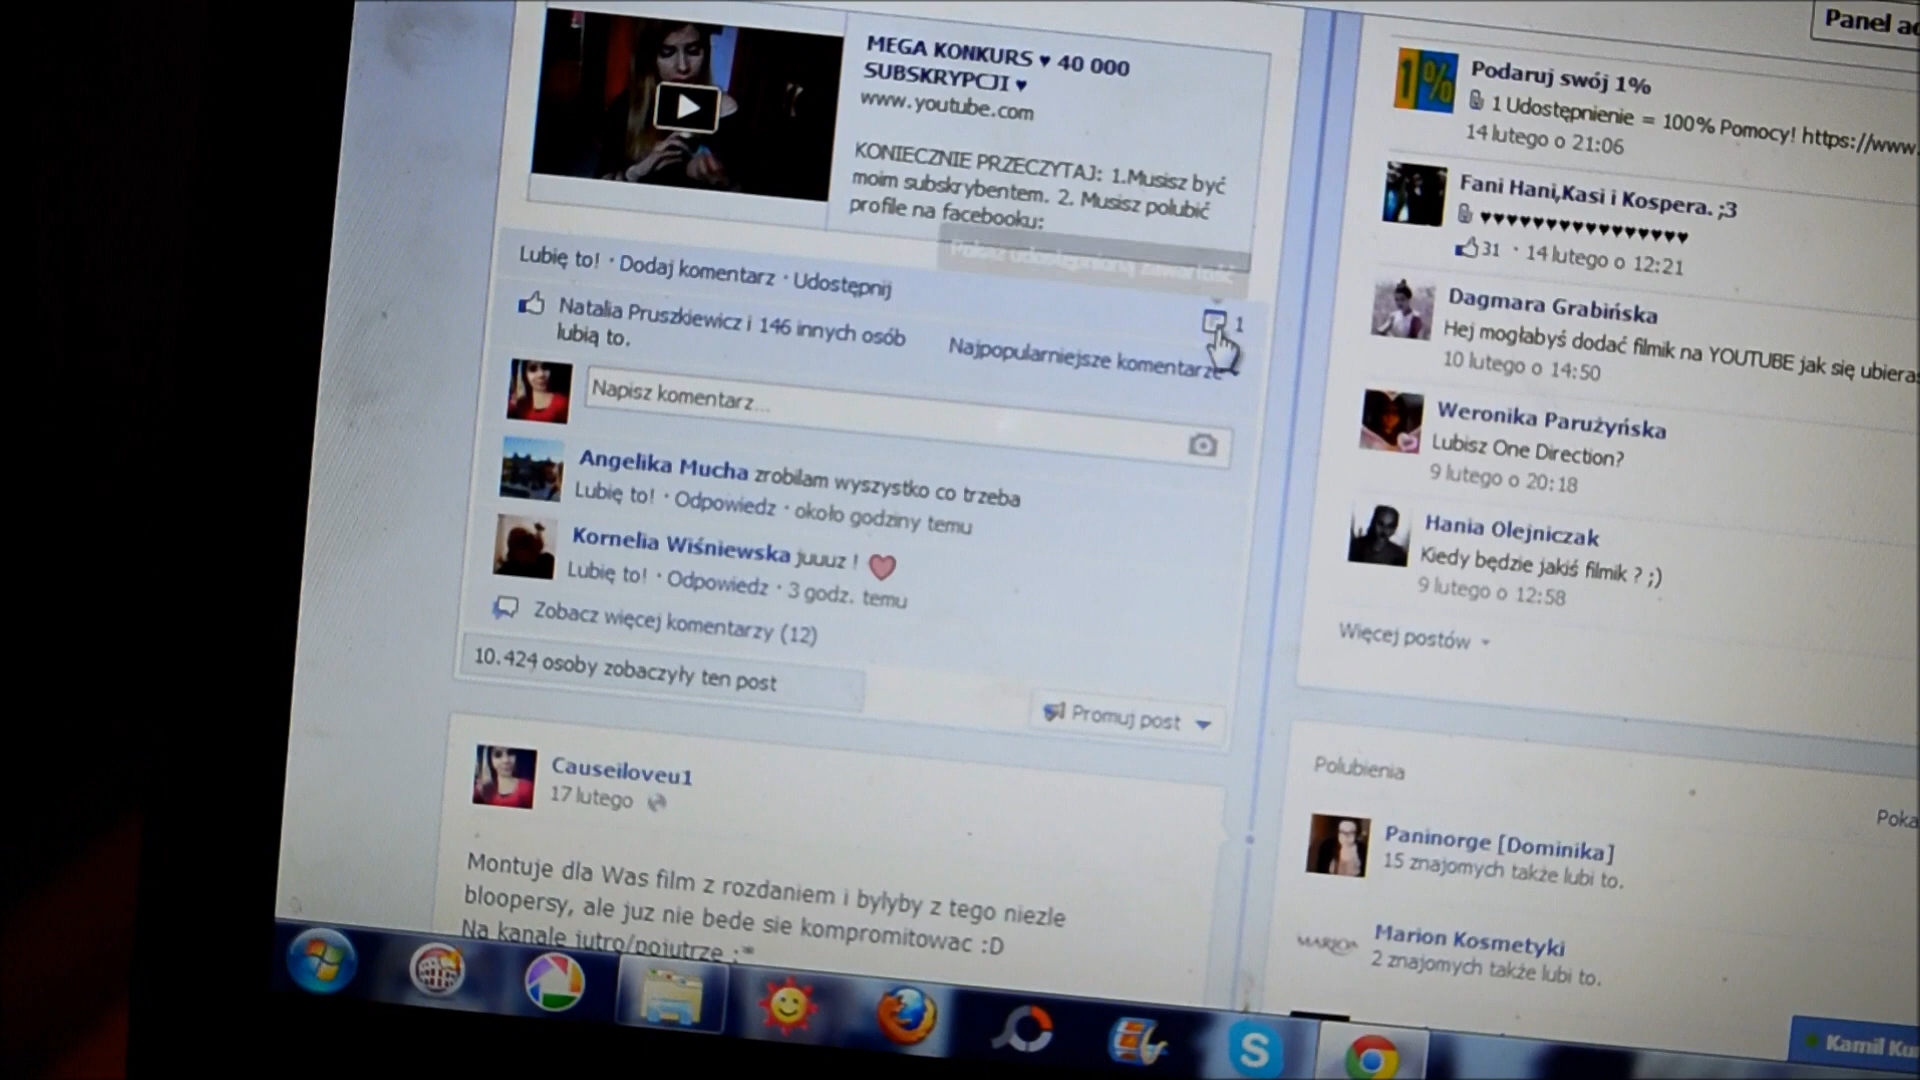 MEGA KONKURS ♥ 40 000
SUBSKRYPCJI ♥
www.youtube.com
KONIECZNIE PRZECZYTAJ: 1.Musisz być
moim subskrybentem. 2. Musisz polubić
profile na facebooku:
Pokaż udostępnioną zawartość
Lubię to! · Dodaj komentarz · Udostępnij
1
Natalia Pruszkiewicz i 146 innych osób
lubią to.
Najpopularniejsze komentarze
Napisz komentarz...
Angelika Mucha zrobilam wyszystko co trzeba
Lubię to! · Odpowiedz · około godziny temu
Kornelia Wiśniewska juuuz !
Lubię to! · Odpowiedz · 3 godz. temu
Zobacz więcej komentarzy (12)
10.424 osoby zobaczyły ten post
Promuj post
Causeiloveu1
17 lutego
Montuje dla Was film z rozdaniem i bylyby z tego niezle
bloopersy, ale juz nie bede sie kompromitowac :D
Na kanale jutro/pojutrze :*
Panel
1%
Podaruj swój 1%
1 Udostępnienie = 100% Pomocy! https://www.
14 lutego o 21:06
Fani Hani,Kasi i Kospera. ;3
♥♥♥♥♥♥♥♥♥♥♥♥♥♥♥♥
31 · 14 lutego o 12:21
Dagmara Grabińska
Hej mogłabyś dodać filmik na YOUTUBE jak się ubieras
10 lutego o 14:50
Weronika Parużyńska
Lubisz One Direction?
9 lutego o 20:18
Hania Olejniczak
Kiedy będzie jakiś filmik ? ;)
9 lutego o 12:58
Więcej postów
Polubienia
Paninorge [Dominika]
15 znajomych także lubi to.
MARION
Marion Kosmetyki
2 znajomych także lubi to.
S
Kamil